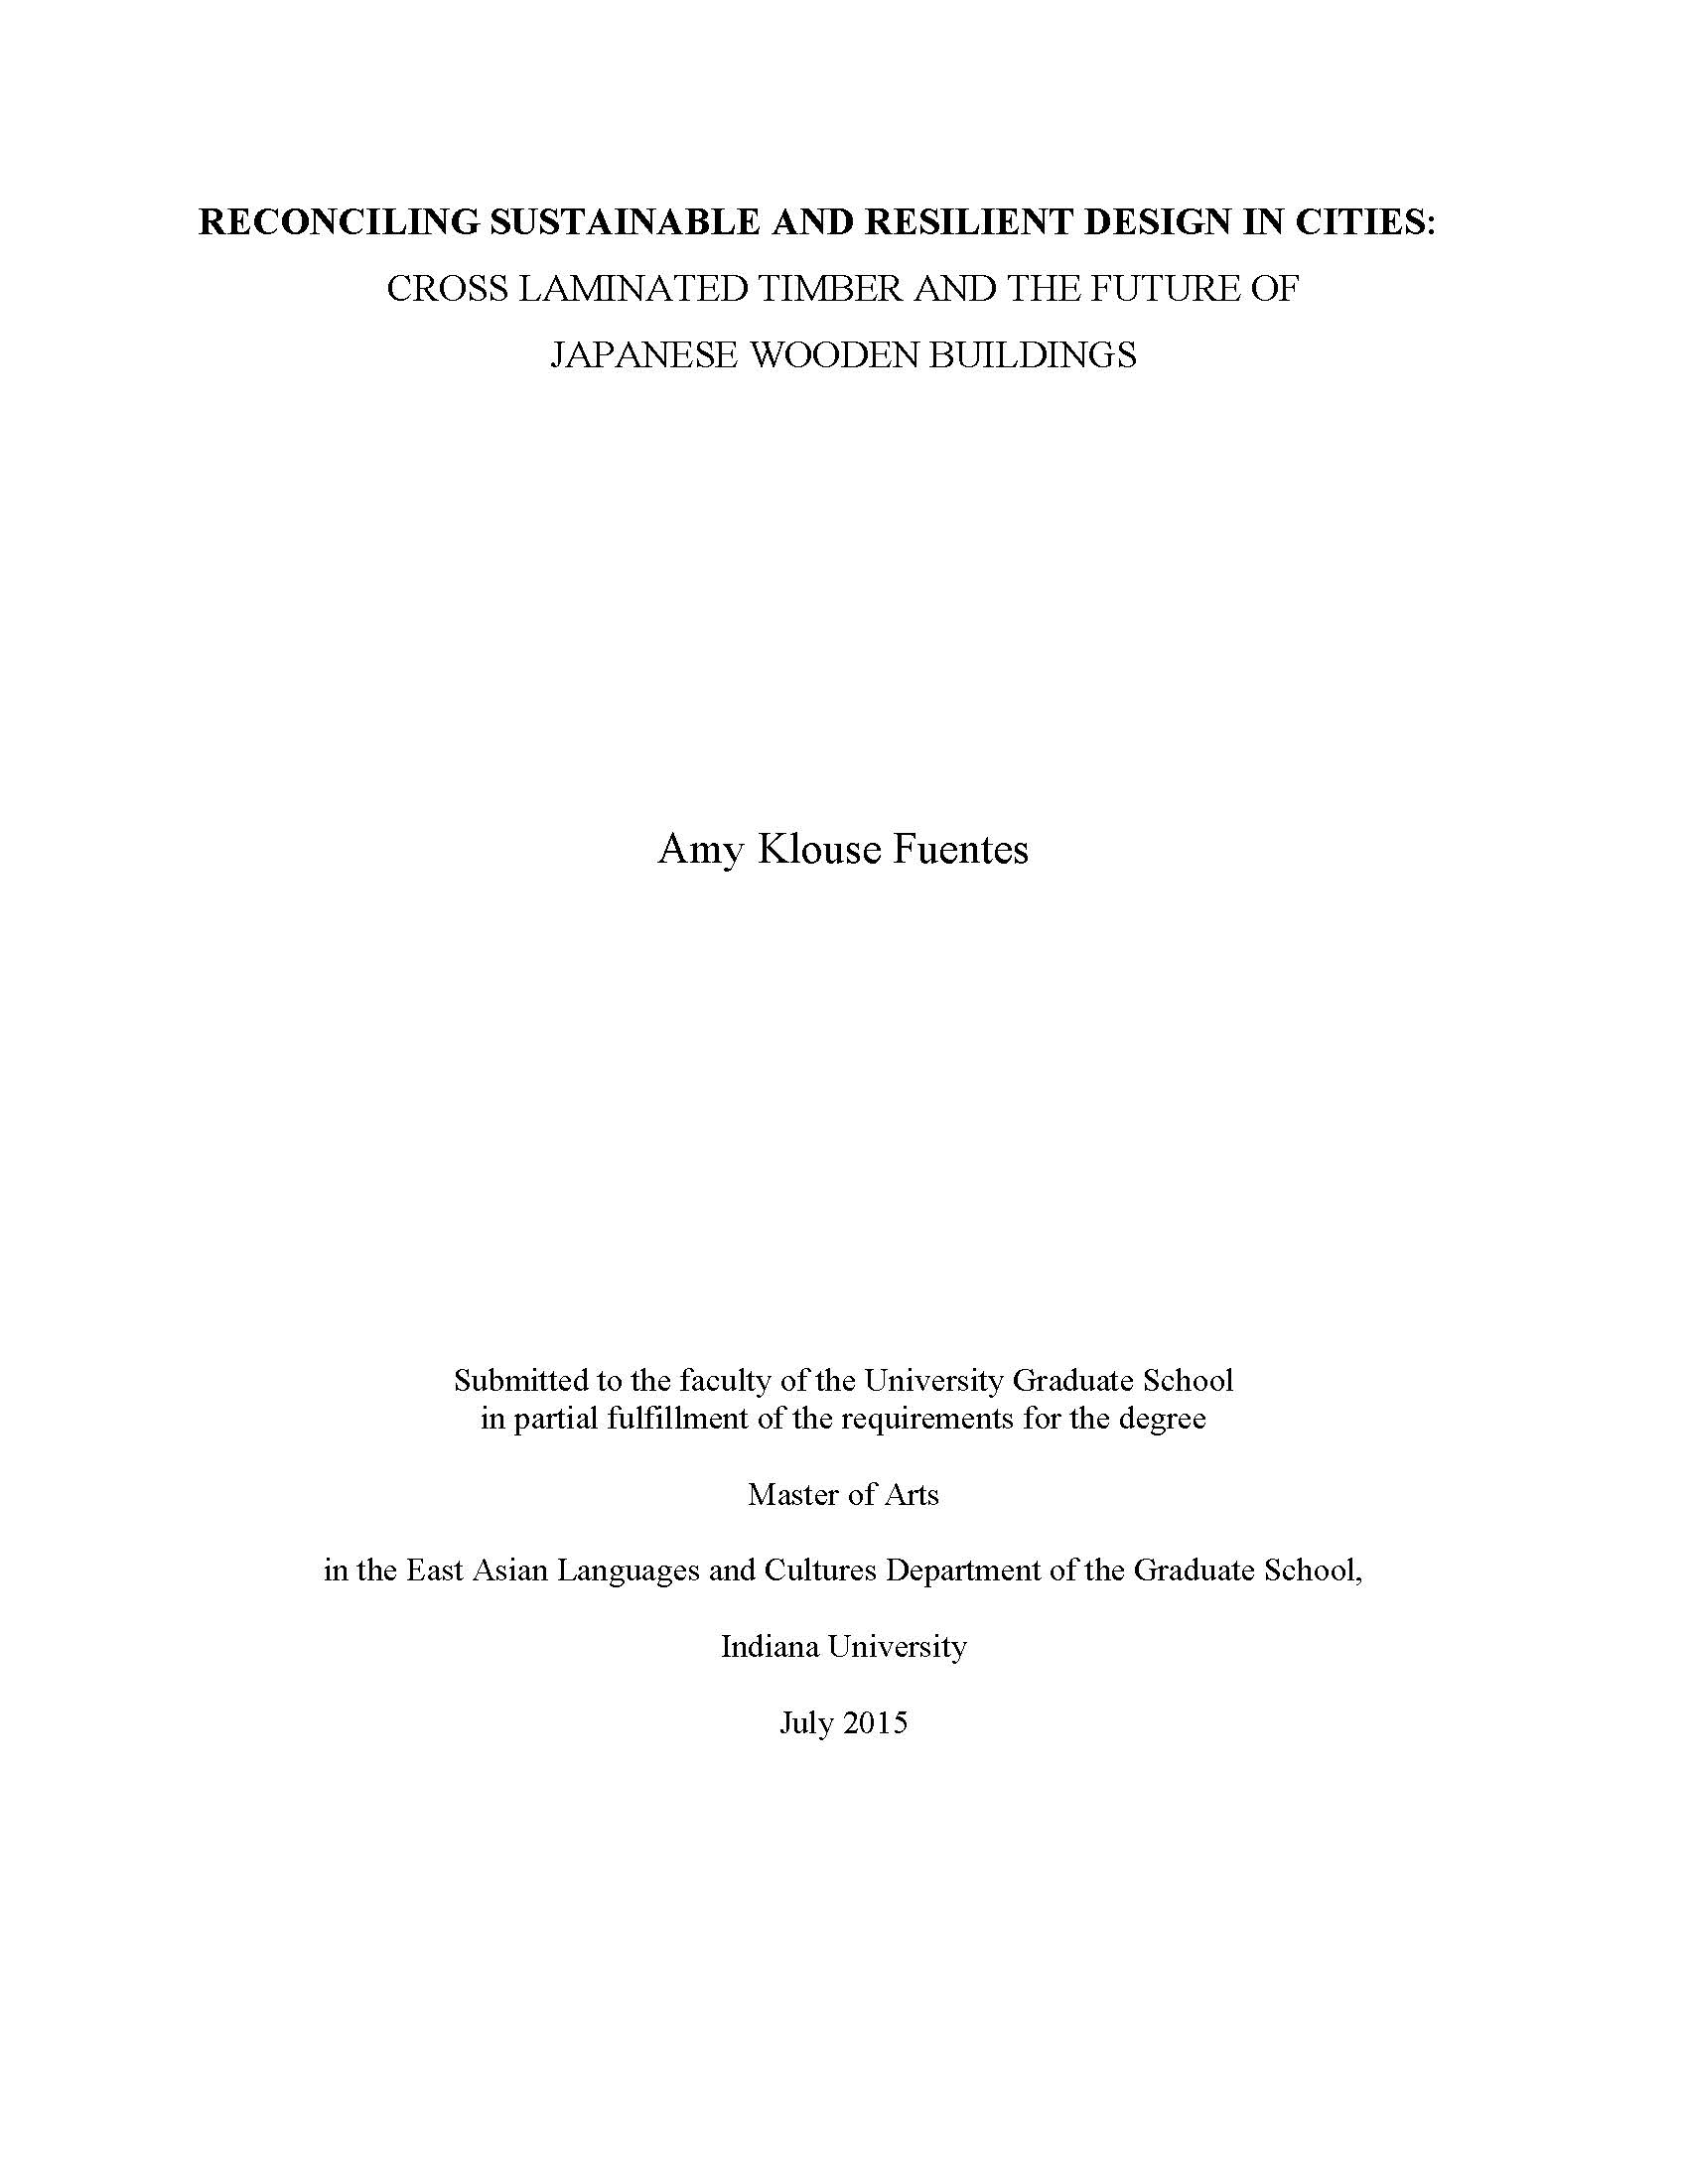 RECONCILING SUSTAINABLE AND RESILIENT DESIGN IN CITIES:
CROSS LAMINATED TIMBER AND THE FUTURE OF
JAPANESE WOODEN BUILDINGS
Amy Klouse Fuentes
Submitted to the faculty of the University Graduate School
in partial fulfillment of the requirements for the degree
Master of Arts
in the East Asian Languages and Cultures Department of the Graduate School,
Indiana University
July 2015